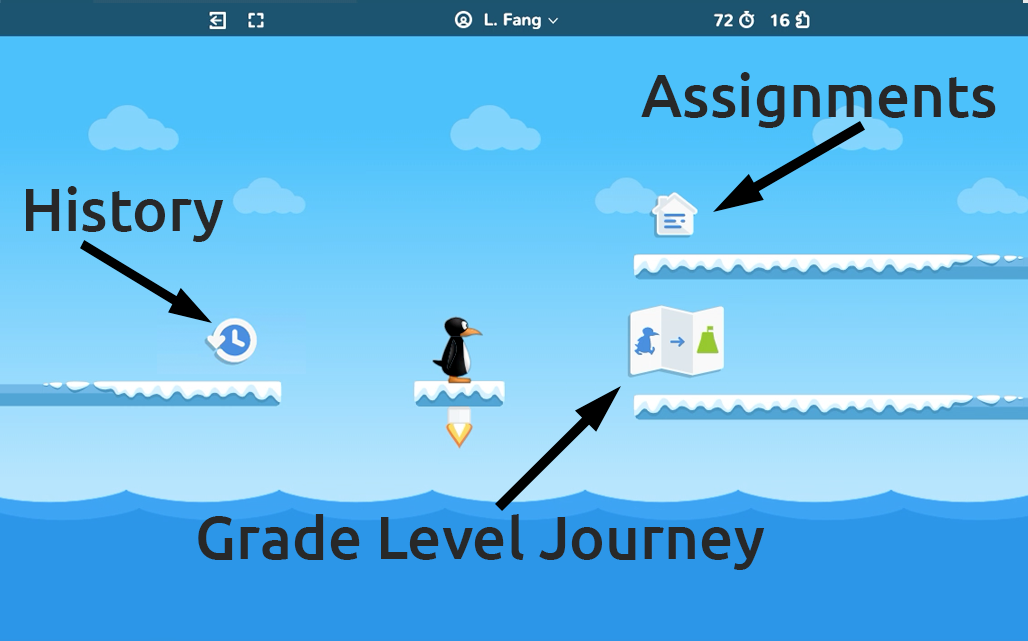 L. Fang
72 16
Assignments
History
Grade Level Journey